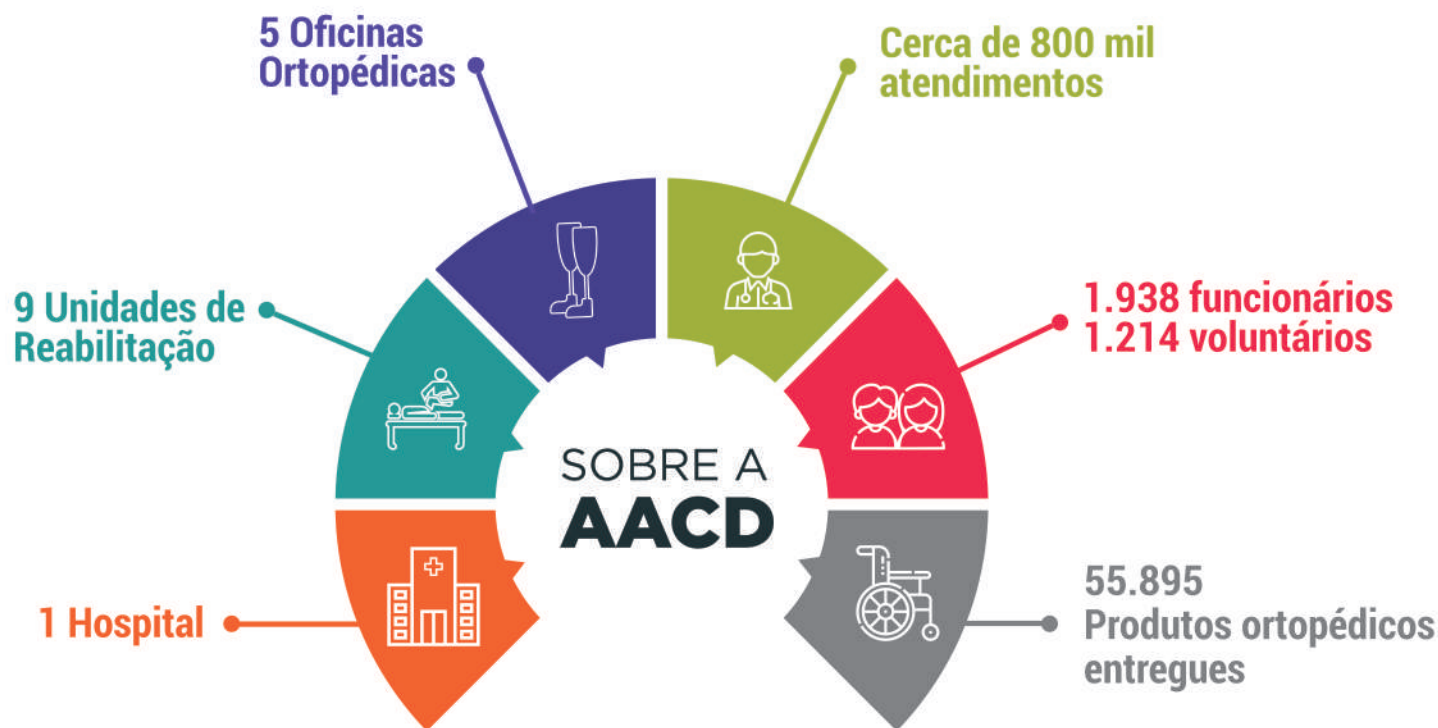 5 Oficinas
Ortopédicas
Cerca de 800 mil
atendimentos
9 Unidades de
Reabilitação
1.938 funcionários
1.214 voluntários
SOBRE A
AACD
1 Hospital
55.895
Produtos ortopédicos
entregues